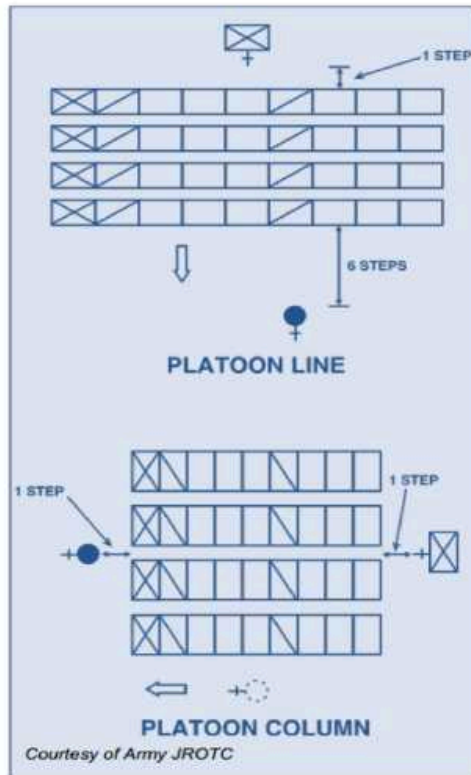 1 STEP
6 STEPS
PLATOON LINE
1 STEP
1 STEP
PLATOON COLUMN
Courtesy of Army JROTC